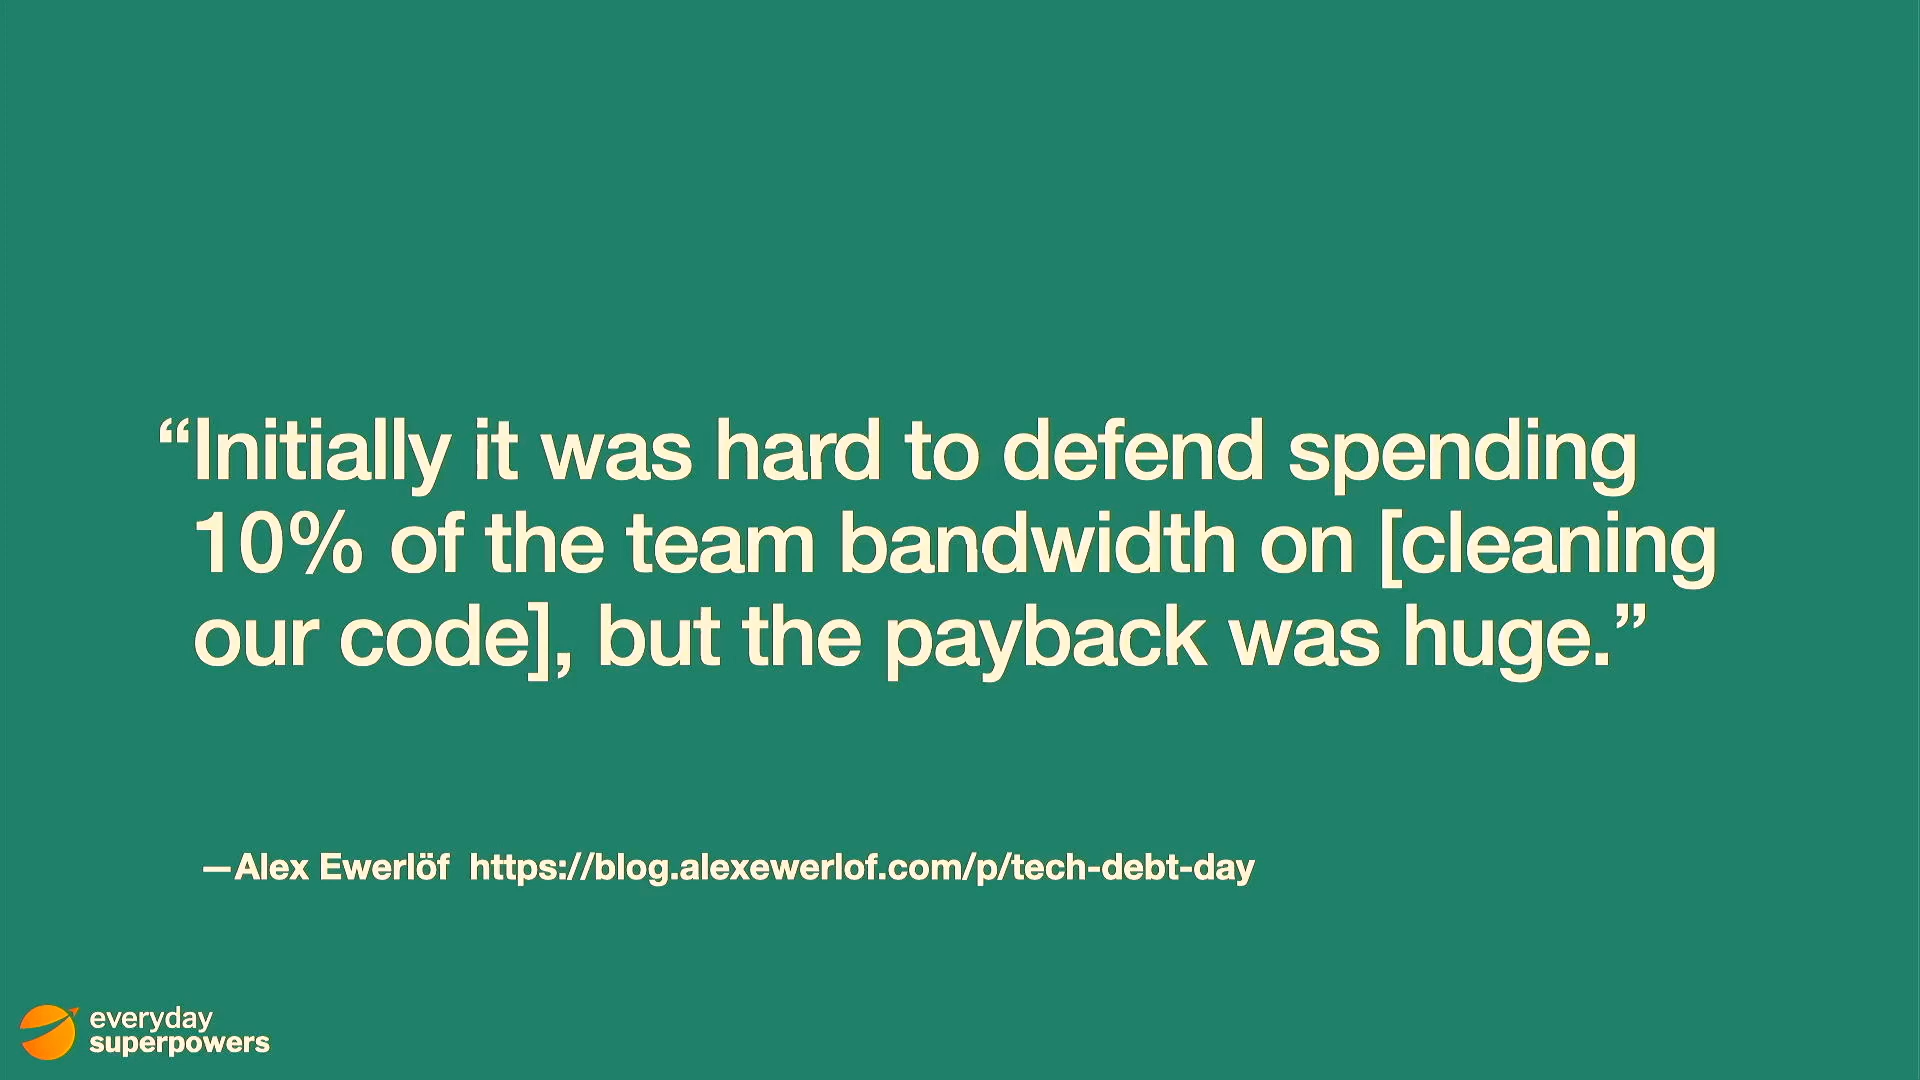 “Initially it was hard to defend spending
10% of the team bandwidth on [cleaning
our code], but the payback was huge.”
—Alex Ewerlöf  https://blog.alexewerlof.com/p/tech-debt-day
everyday
superpowers